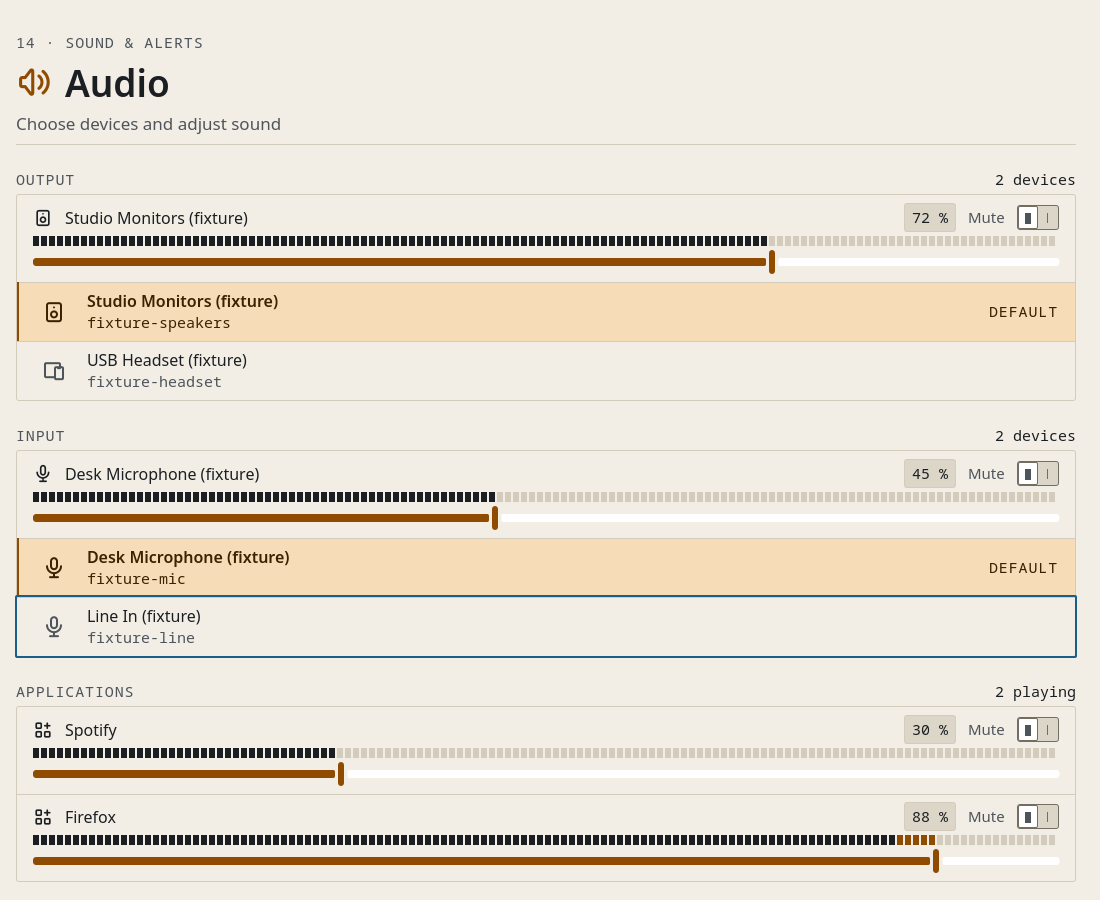 14 · SOUND & ALERTS
Audio
Choose devices and adjust sound
OUTPUT 2 devices
Studio Monitors (fixture) 72 % Mute
Studio Monitors (fixture)
fixture-speakers
DEFAULT
USB Headset (fixture)
fixture-headset
INPUT 2 devices
Desk Microphone (fixture) 45 % Mute
Desk Microphone (fixture)
fixture-mic
DEFAULT
Line In (fixture)
fixture-line
APPLICATIONS 2 playing
Spotify 30 % Mute
Firefox 88 % Mute